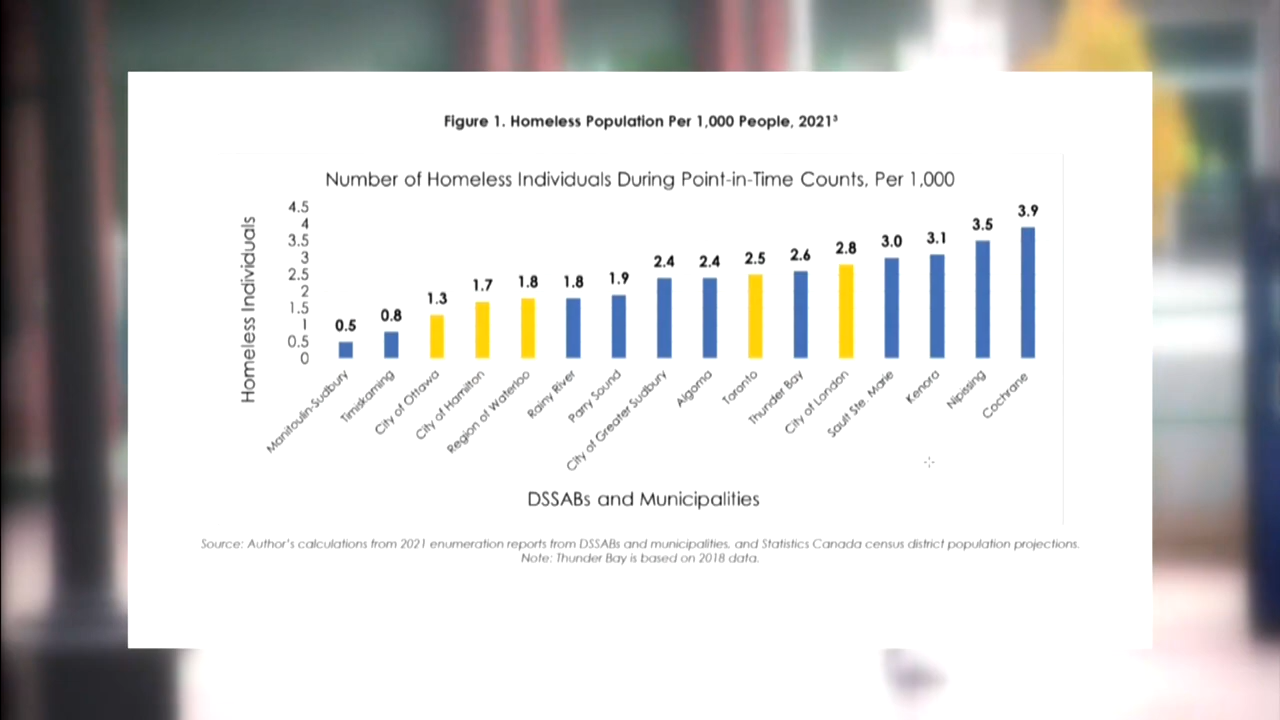 Figure 1. Homeless Population Per 1,000 People, 2021³
Number of Homeless Individuals During Point-in-Time Counts, Per 1,000
Homeless Individuals
4.5
4
3.5
3
2.5
2
1.5
1
0.5
0
0.5
0.8
1.3
1.7
1.8
1.8
1.9
2.4
2.4
2.5
2.6
2.8
3.0
3.1
3.5
3.9
Manitoulin-Sudbury
Timiskaming
City of Ottawa
City of Hamilton
Region of Waterloo
Rainy River
Parry Sound
City of Greater Sudbury
Algoma
Toronto
Thunder Bay
City of London
Sault Ste. Marie
Kenora
Nipissing
Cochrane
DSSABs and Municipalities
Source: Author's calculations from 2021 enumeration reports from DSSABs and municipalities, and Statistics Canada census district population projections.
Note: Thunder Bay is based on 2018 data.